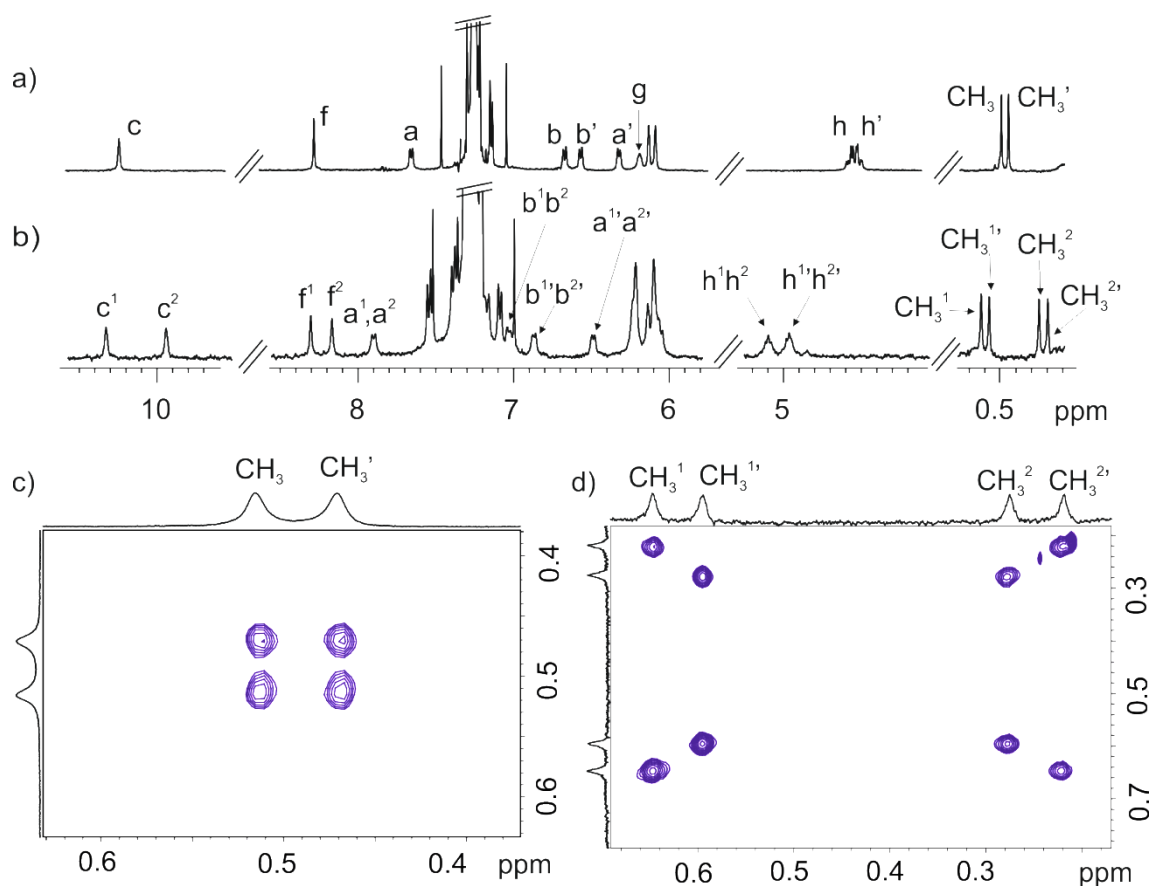 a)
c
f
a
b
b'
a'
g
h
h'
CH₃
CH₃'
b)
c¹
c²
f¹
f²
a¹,a²
b¹b²
b¹'b²'
a¹'a²'
h¹h²
h¹'h²'
CH₃¹
CH₃¹'
CH₃²
CH₃²'
10 8 7 6 5 0.5 ppm
c)
CH₃ CH₃'
0.4
0.5
0.6
0.6 0.5 0.4 ppm
d)
CH₃¹ CH₃¹' CH₃² CH₃²'
0.3
0.5
0.7
0.6 0.5 0.3 ppm